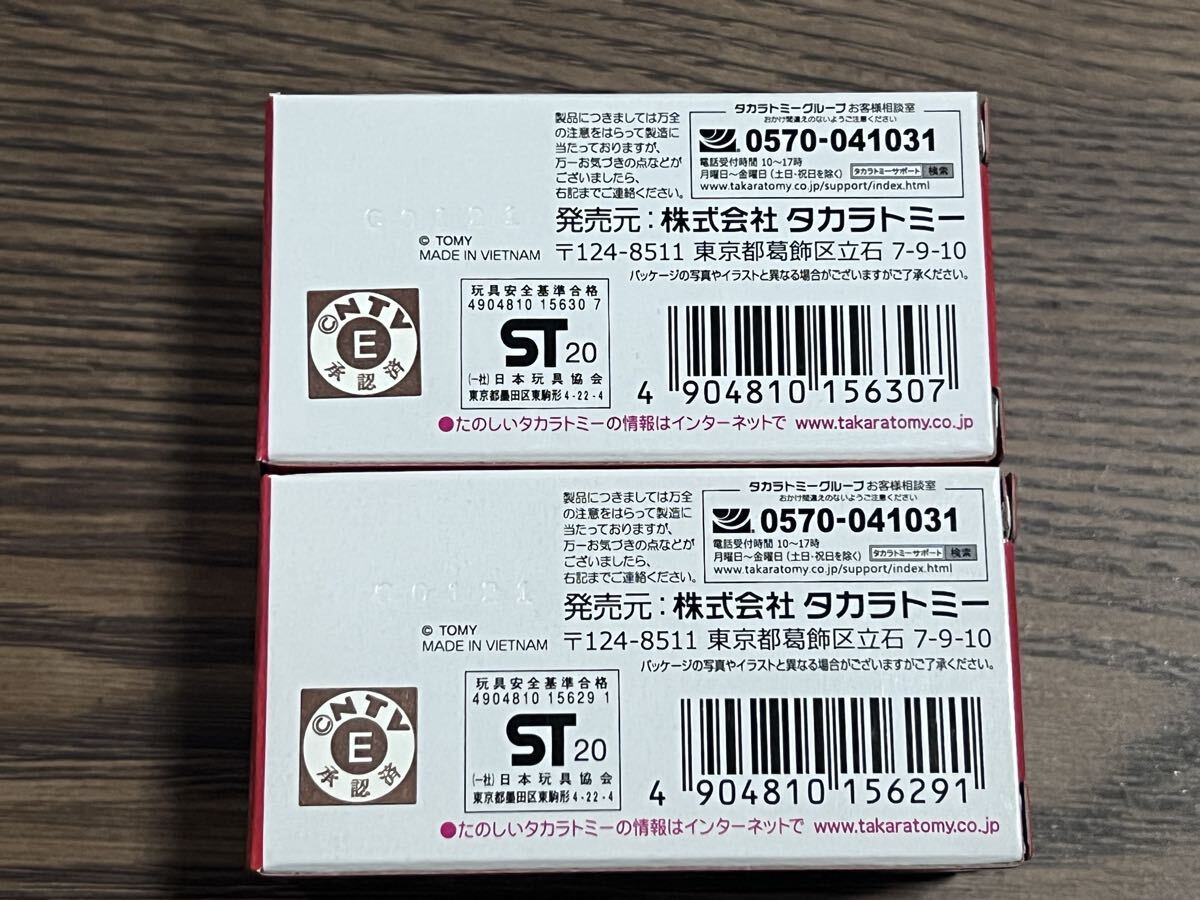 製品につきましては万全
の注意をはらって製造に
当たっておりますが、
万一お気づきの点などが
ございましたら、
右記までご連絡ください。
タカラトミーグループ お客様相談室
おかけ間違えのないようご注意ください
0570-041031
電話受付時間 10〜17時
月曜日〜金曜日(土日・祝日を除く) タカラトミーサポート 検索
www.takaratomy.co.jp/support/index.html
G0121
発売元:株式会社 タカラトミー
© TOMY
MADE IN VIETNAM
〒124-8511 東京都葛飾区立石 7-9-10
パッケージの写真やイラストと異なる場合がございますがご了承ください。
©NTV
E
承認済
玩具安全基準合格
4904810 15630 7
ST 20
(一社)日本玩具協会
東京都墨田区東駒形4-22-4
4 904810 156307
●たのしいタカラトミーの情報はインターネットで www.takaratomy.co.jp
製品につきましては万全
の注意をはらって製造に
当たっておりますが、
万一お気づきの点などが
ございましたら、
右記までご連絡ください。
タカラトミーグループ お客様相談室
おかけ間違えのないようご注意ください
0570-041031
電話受付時間 10〜17時
月曜日〜金曜日(土日・祝日を除く) タカラトミーサポート 検索
www.takaratomy.co.jp/support/index.html
G0121
発売元:株式会社 タカラトミー
© TOMY
MADE IN VIETNAM
〒124-8511 東京都葛飾区立石 7-9-10
パッケージの写真やイラストと異なる場合がございますがご了承ください。
©NTV
E
承認済
玩具安全基準合格
4904810 15629 1
ST 20
(一社)日本玩具協会
東京都墨田区東駒形4-22-4
4 904810 156291
●たのしいタカラトミーの情報はインターネットで www.takaratomy.co.jp